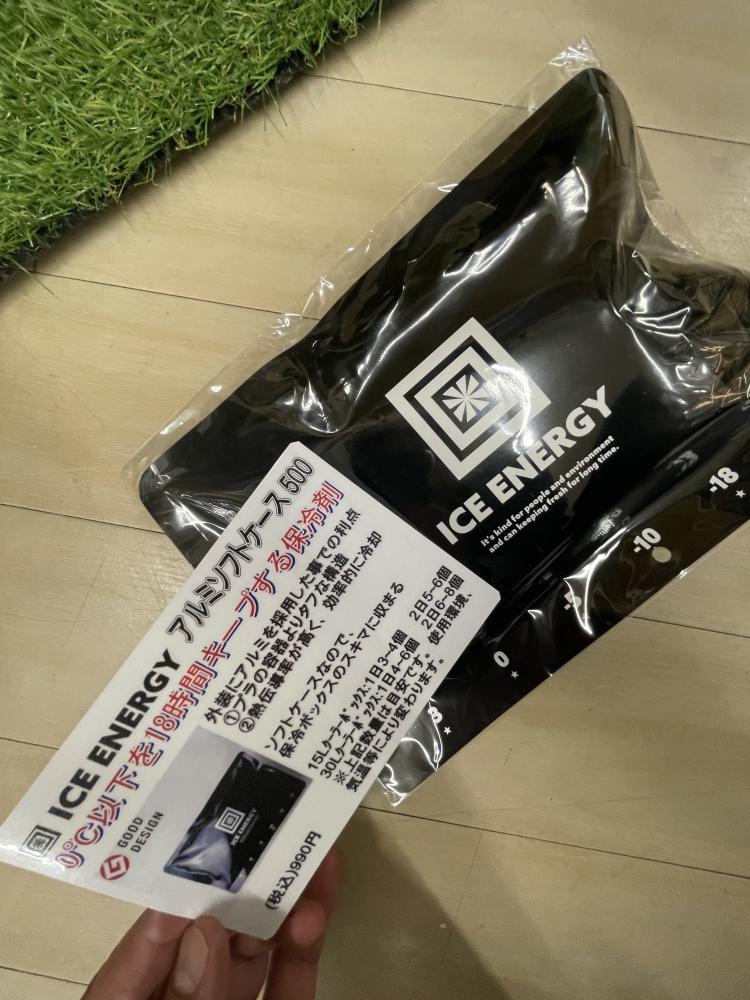 ICE ENERGY アルミソフトケース500
0℃以下を18時間キープする保冷剤
GOOD
DESIGN
外装にアルミを採用した事での利点
①プラの容器よりタフな構造
②熱伝導率が高く、効率的に冷却
ソフトケースなので、
保冷ボックスのスキマに収まる
15Lクーラーボックス:1日3~4個 2日5~6個
30Lクーラーボックス:1日4~6個 2日6~8個
※上記数量は目安です。使用環境、
気温等により変わります。
ICE ENERGY
(税込)990円
ICE ENERGY
It's kind for people and environment
and can keeping fresh for long time.
0
-10
-18